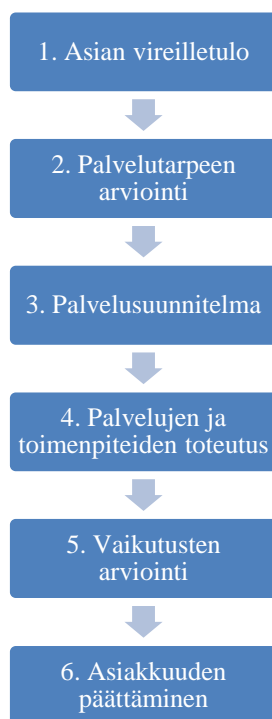 1. Asian vireilletulo
2. Palvelutarpeen
arviointi
3. Palvelusuunnitelma
4. Palvelujen ja
toimenpiteiden toteutus
5. Vaikutusten
arviointi
6. Asiakkuuden
päättäminen